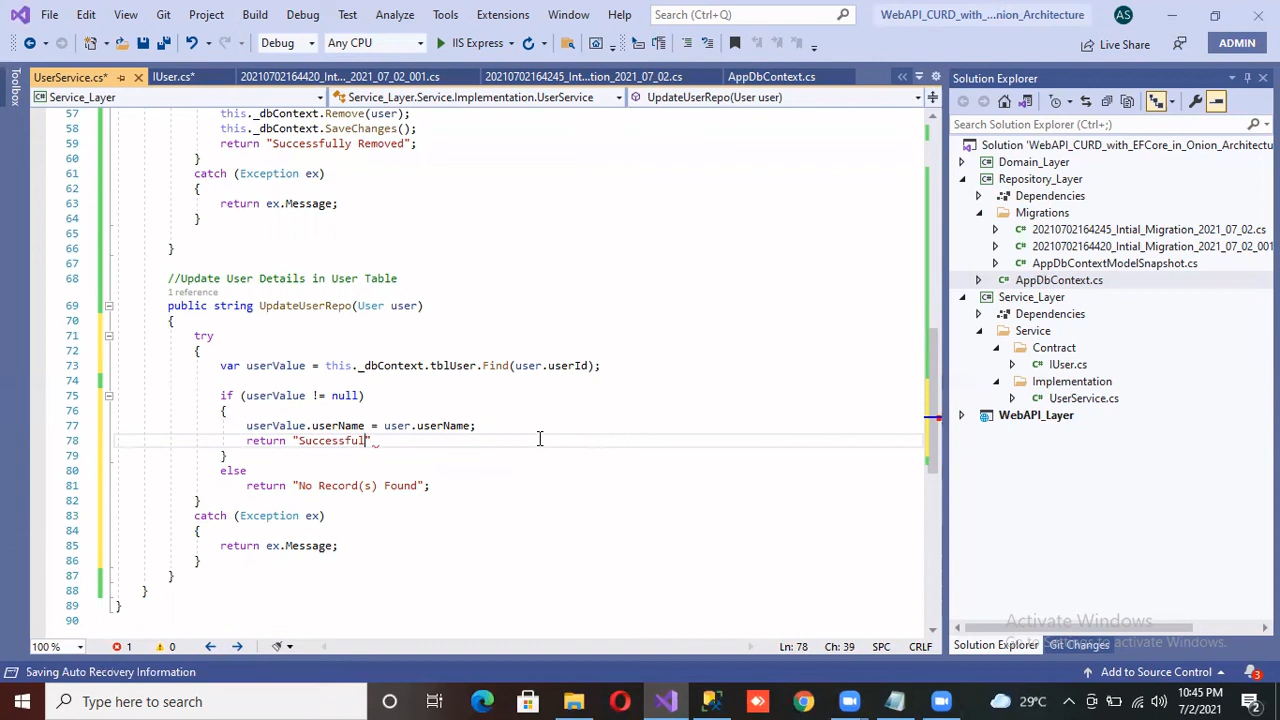 File Edit View Git Project Build Debug Test Analyze Tools Extensions Window Help Search (Ctrl+Q) WebAPI_CURD_with_...nion_Architecture AS
Debug Any CPU IIS Express Live Share ADMIN
Toolbox
UserService.cs* IUser.cs* 20210702164420_Inti..._2021_07_02_001.cs 20210702164245_Int...tion_2021_07_02.cs AppDbContext.cs
Service_Layer Service_Layer.Service.Implementation.UserService UpdateUserRepo(User user)
57 this._dbContext.Remove(user);
58 this._dbContext.SaveChanges();
59 return "Successfully Removed";
60 }
61 catch (Exception ex)
62 {
63 return ex.Message;
64 }
65
66 }
67
68 //Update User Details in User Table
1 reference
69 public string UpdateUserRepo(User user)
70 {
71 try
72 {
73 var userValue = this._dbContext.tblUser.Find(user.userId);
74
75 if (userValue != null)
76 {
77 userValue.userName = user.userName;
78 return "Successful"
79 }
80 else
81 return "No Record(s) Found";
82 }
83 catch (Exception ex)
84 {
85 return ex.Message;
86 }
87 }
88 }
89 }
90
100 % 1 0 Ln: 78 Ch: 39 SPC CRLF
Solution Explorer
Search Solution Explorer (Ctrl+;)
Solution 'WebAPI_CURD_with_EFCore_in_Onion_Architectu
Domain_Layer
Repository_Layer
Dependencies
Migrations
20210702164245_Intial_Migration_2021_07_02.cs
20210702164420_Intial_Migration_2021_07_02_001
AppDbContextModelSnapshot.cs
AppDbContext.cs
Service_Layer
Dependencies
Service
Contract
IUser.cs
Implementation
UserService.cs
WebAPI_Layer
Activate Windows
Go to Settings to activate Windows.
Solution Explorer Git Changes
Saving Auto Recovery Information Add to Source Control 3
Type here to search 29°C 10:45 PM
7/2/2021 2